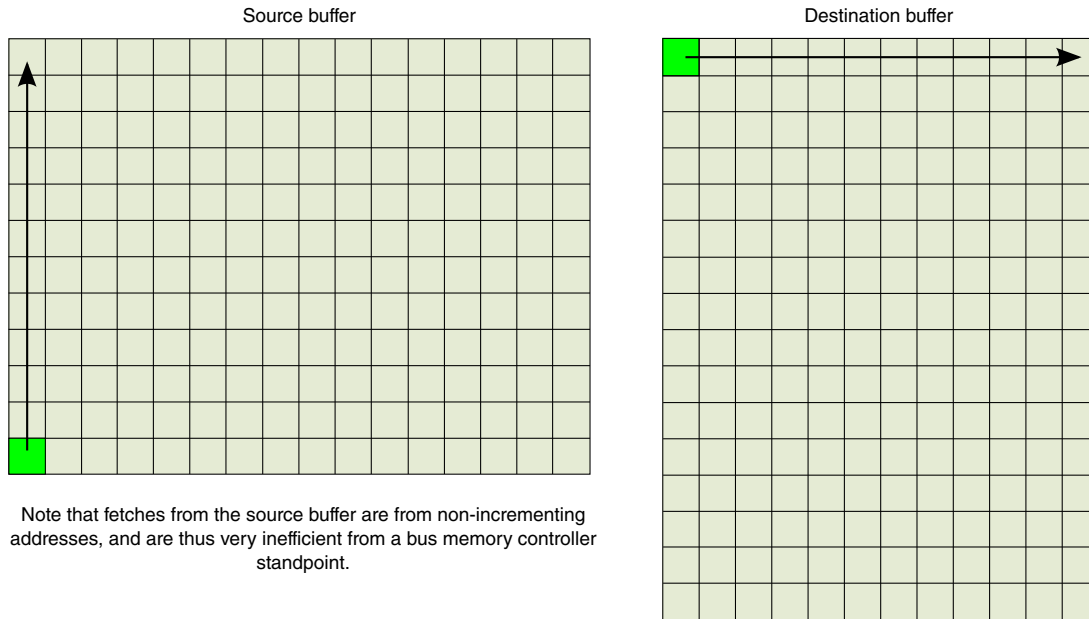 Source buffer
Destination buffer
Note that fetches from the source buffer are from non-incrementing
addresses, and are thus very inefficient from a bus memory controller
standpoint.